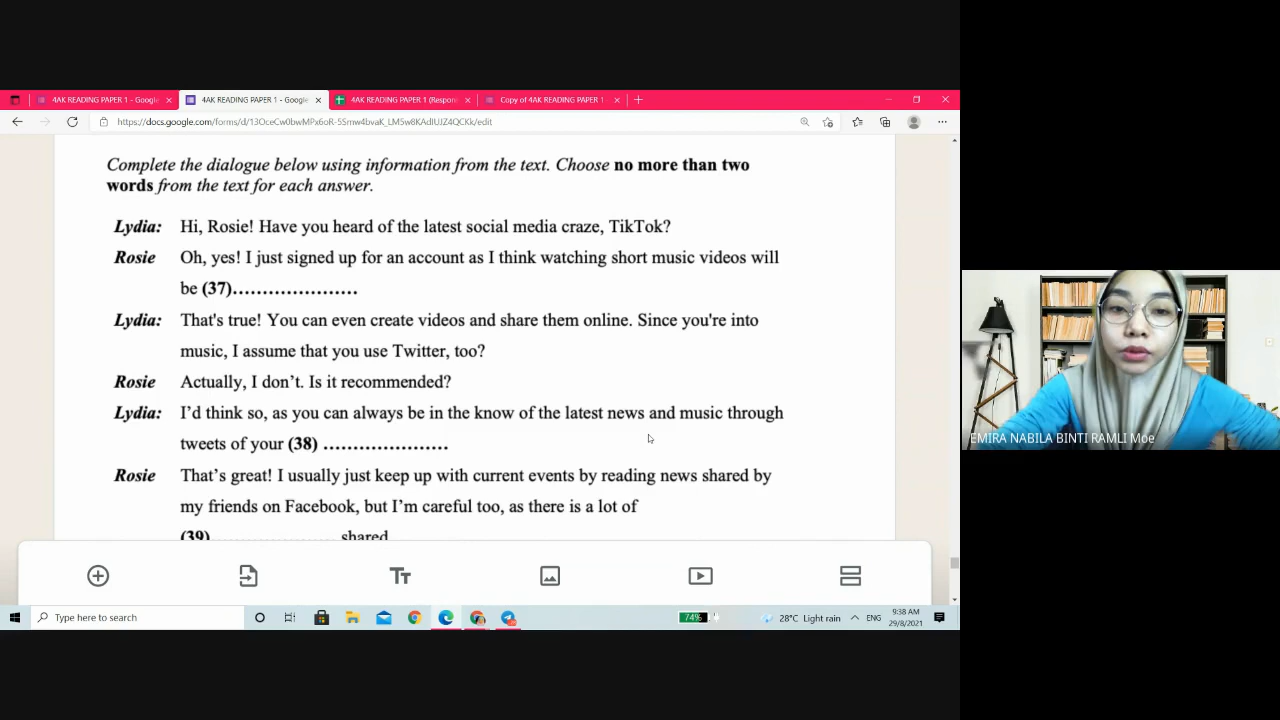 4AK READING PAPER 1 - Google
4AK READING PAPER 1 - Google
4AK READING PAPER 1 (Respon
Copy of 4AK READING PAPER 1
Complete the dialogue below using information from the text. Choose no more than two
words from the text for each answer.
Lydia: Hi, Rosie! Have you heard of the latest social media craze, TikTok?
Rosie Oh, yes! I just signed up for an account as I think watching short music videos will
be (37).....................
Lydia: That's true! You can even create videos and share them online. Since you're into
music, I assume that you use Twitter, too?
Rosie Actually, I don't. Is it recommended?
Lydia: I'd think so, as you can always be in the know of the latest news and music through
tweets of your (38) .....................
Rosie That's great! I usually just keep up with current events by reading news shared by
my friends on Facebook, but I'm careful too, as there is a lot of
(39) ..................... shared
Tт
EMIRA NABILA BINTI RAMLI Moe
Type here to search
74%
28°C Light rain
ENG
9:38 AM
29/8/2021